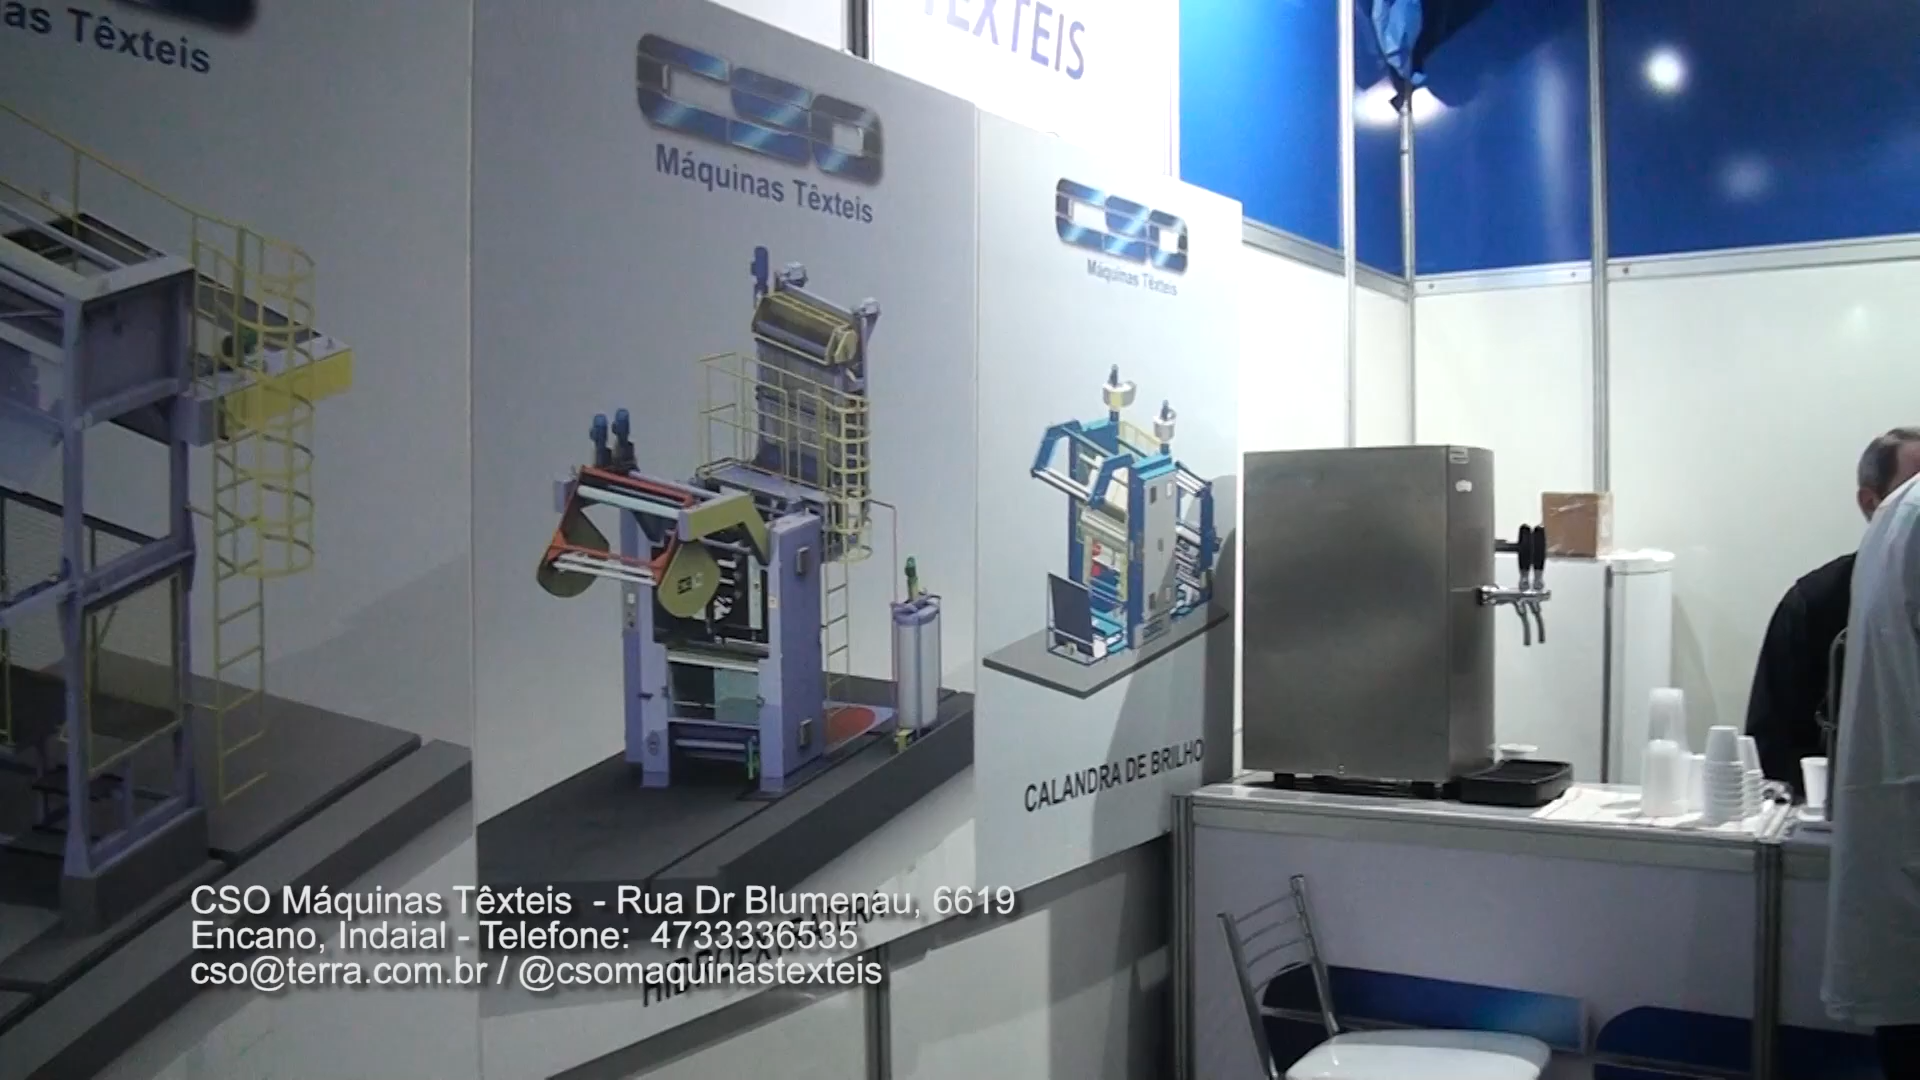 as Têxteis
TÊXTEIS
CSO
Máquinas Têxteis
CSO
Máquinas Têxteis
CALANDRA DE BRILHO
CSO Máquinas Têxteis - Rua Dr Blumenau, 6619
Encano, Indaial - Telefone: 4733336535
cso@terra.com.br / @csomaquinastexteis